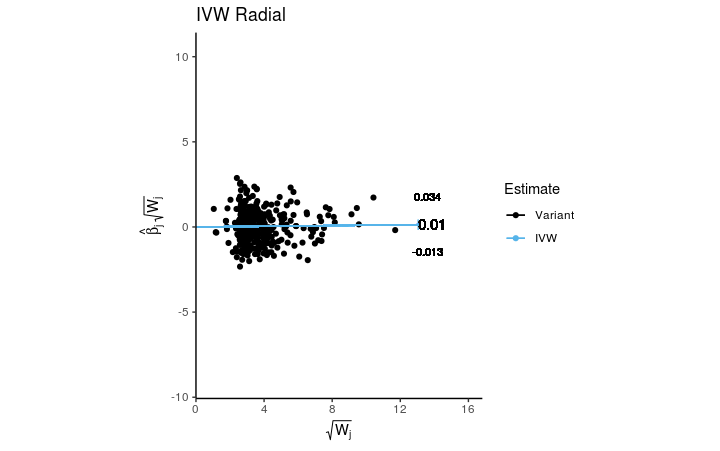 IVW Radial
10
5
0
-5
-10
β̂j√Wj
0.034
0.01
-0.013
Estimate
Variant
IVW
0 4 8 12 16
√Wj